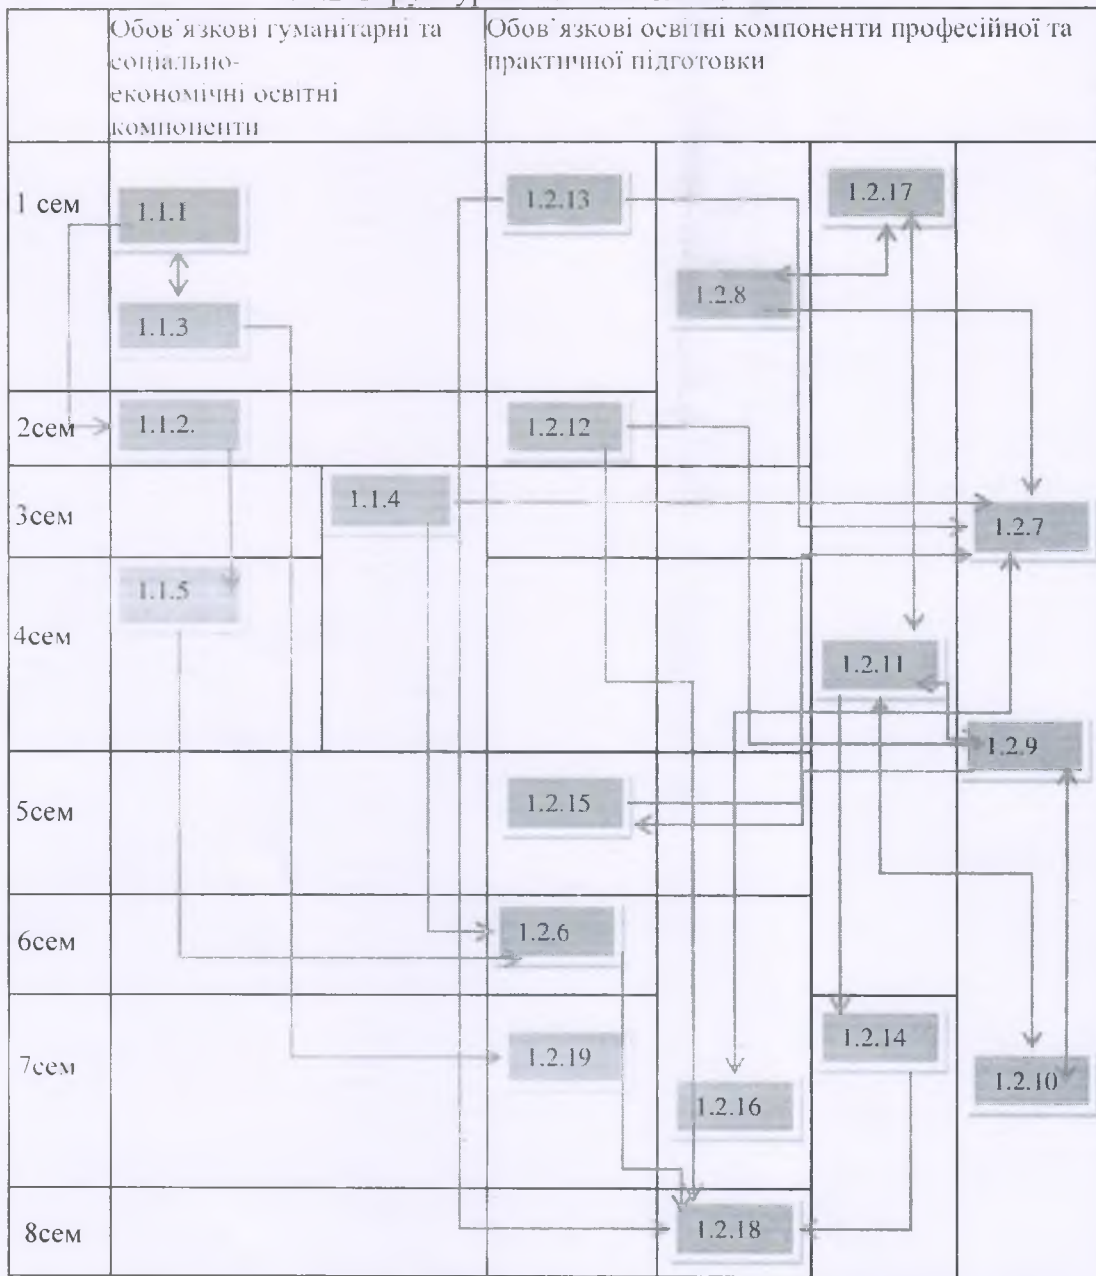 Обов`язкові гуманітарні та
соціально-
економічні освітні
компоненти
Обов`язкові освітні компоненти професійної та
практичної підготовки
1 сем
1.1.1
1.2.13
1.2.17
1.2.8
1.1.3
2сем
1.1.2.
1.2.12
3сем
1.1.4
1.2.7
4сем
1.1.5
1.2.11
1.2.9
5сем
1.2.15
6сем
1.2.6
7сем
1.2.19
1.2.14
1.2.16
1.2.10
8сем
1.2.18